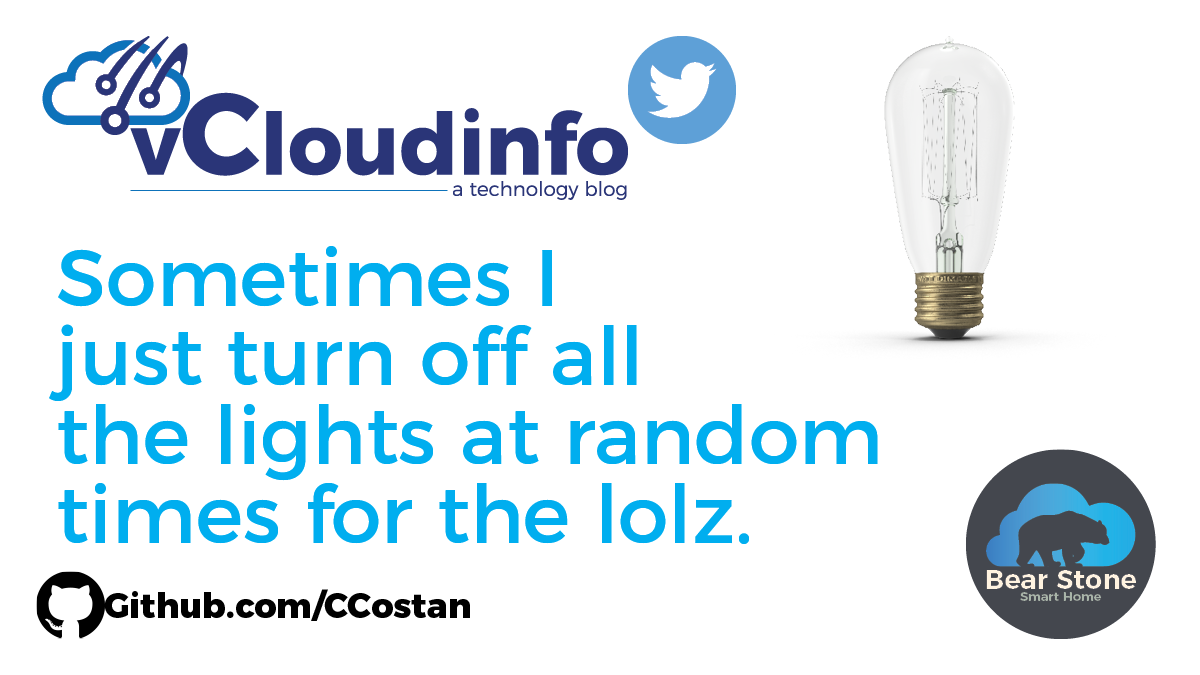 vCloudinfo
a technology blog
Sometimes I
just turn off all
the lights at random
times for the lolz.
Github.com/CCostan
Bear Stone
Smart Home